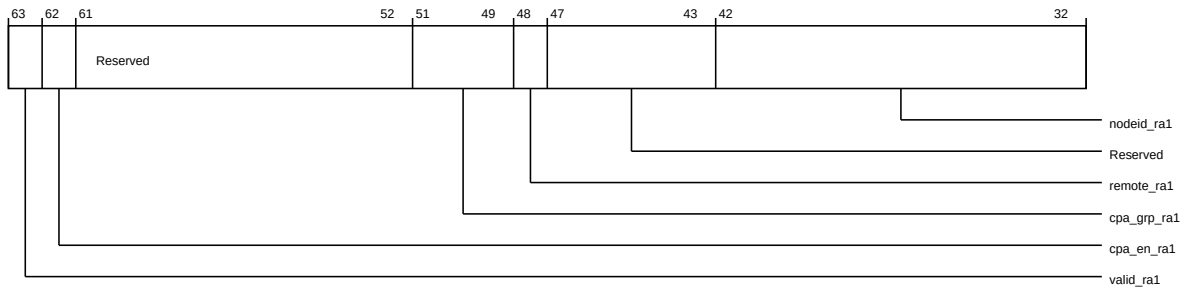 63 62 61 52 51 49 48 47 43 42 32
Reserved
nodeid_ra1
Reserved
remote_ra1
cpa_grp_ra1
cpa_en_ra1
valid_ra1